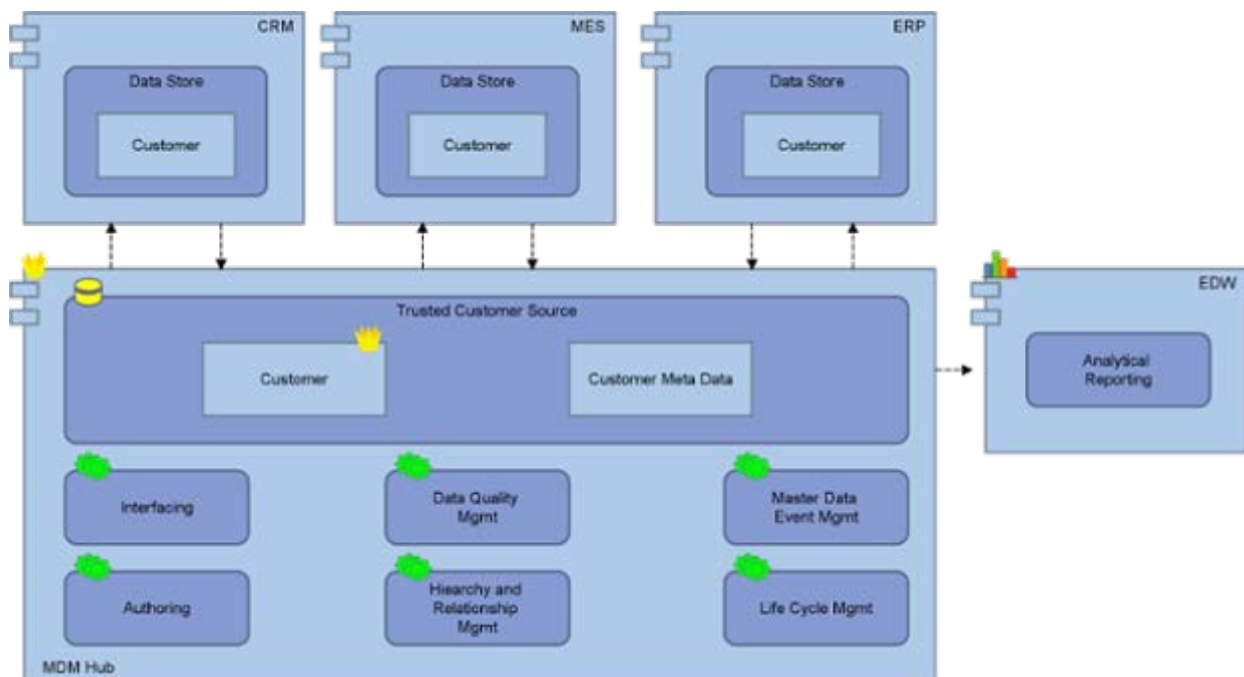 CRM
Data Store
Customer
MES
Data Store
Customer
ERP
Data Store
Customer
Trusted Customer Source
Customer
Customer Meta Data
EDW
Analytical
Reporting
Interfacing
Data Quality
Mgmt
Master Data
Event Mgmt
Authoring
Hiearchy and
Relationship
Mgmt
Life Cycle Mgmt
MDM Hub